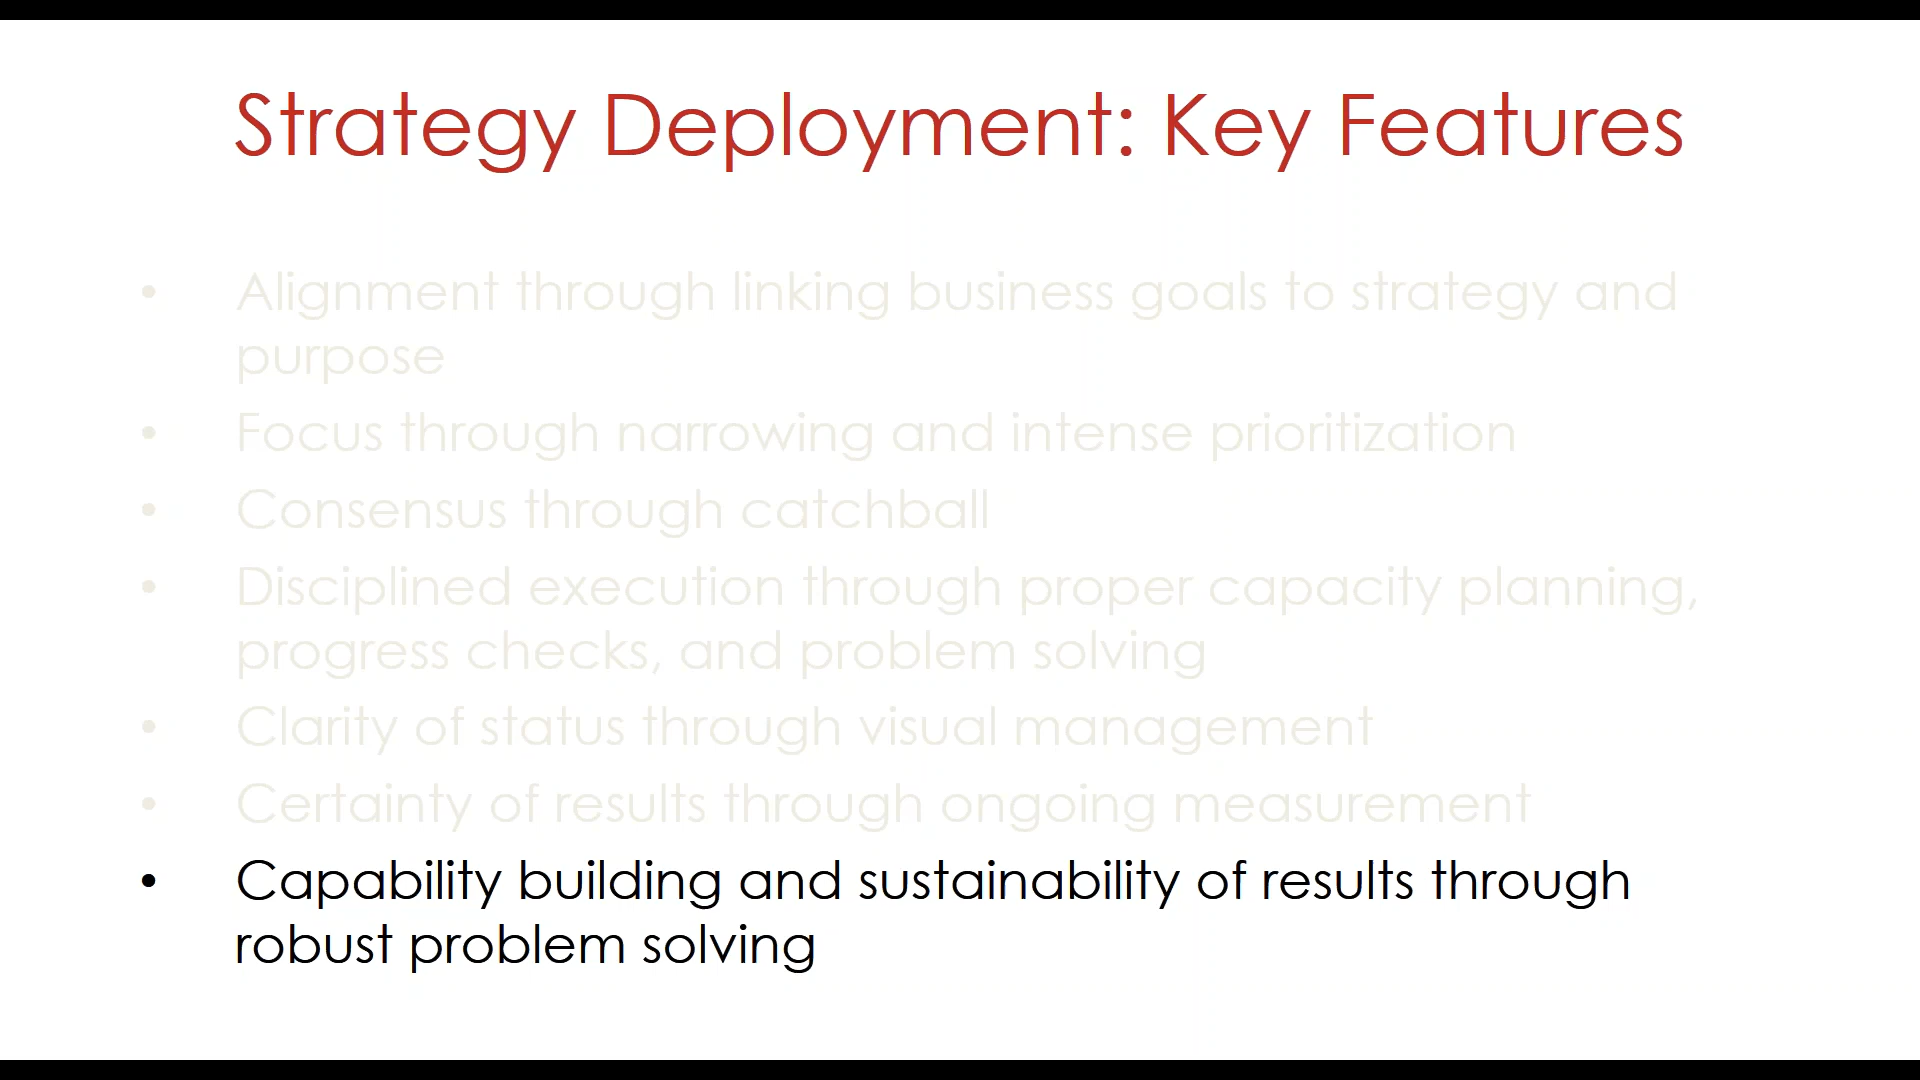 Strategy Deployment: Key Features
• Alignment through linking business goals to strategy and
purpose
• Focus through narrowing and intense prioritization
• Consensus through catchball
• Disciplined execution through proper capacity planning,
progress checks, and problem solving
• Clarity of status through visual management
• Certainty of results through ongoing measurement
• Capability building and sustainability of results through
robust problem solving